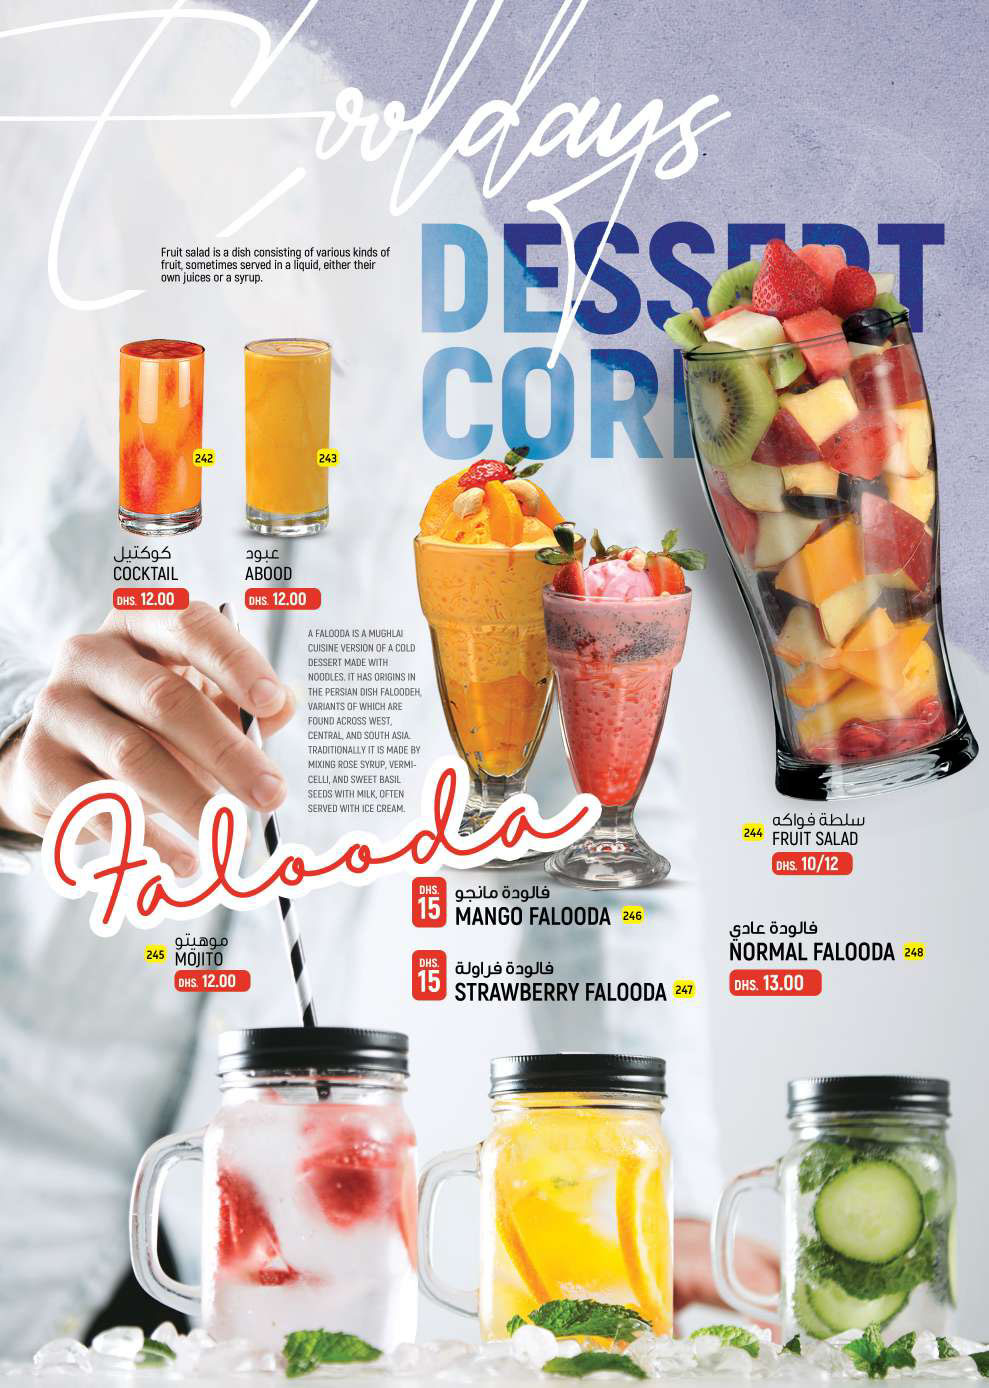 Cooldays
DESSERT
Fruit salad is a dish consisting of various kinds of
fruit, sometimes served in a liquid, either their
own juices or a syrup.
242
243
كوكتيل
COCKTAIL
DHS. 12.00
عبود
ABOOD
DHS. 12.00
A FALOODA IS A MUGHLAI
CUISINE VERSION OF A COLD
DESSERT MADE WITH
NOODLES. IT HAS ORIGINS IN
THE PERSIAN DISH FALOODEH,
VARIANTS OF WHICH ARE
FOUND ACROSS WEST,
CENTRAL, AND SOUTH ASIA.
TRADITIONALLY IT IS MADE BY
MIXING ROSE SYRUP, VERMI-
CELLI, AND SWEET BASIL
SEEDS WITH MILK, OFTEN
SERVED WITH ICE CREAM.
Falooda
244
سلطة فواكه
FRUIT SALAD
DHS. 10/12
DHS.
15
فالودة مانجو
MANGO FALOODA 246
245
موهيتو
MOJITO
DHS. 12.00
DHS.
15
فالودة فراولة
STRAWBERRY FALOODA 247
فالودة عادي
NORMAL FALOODA 248
DHS. 13.00